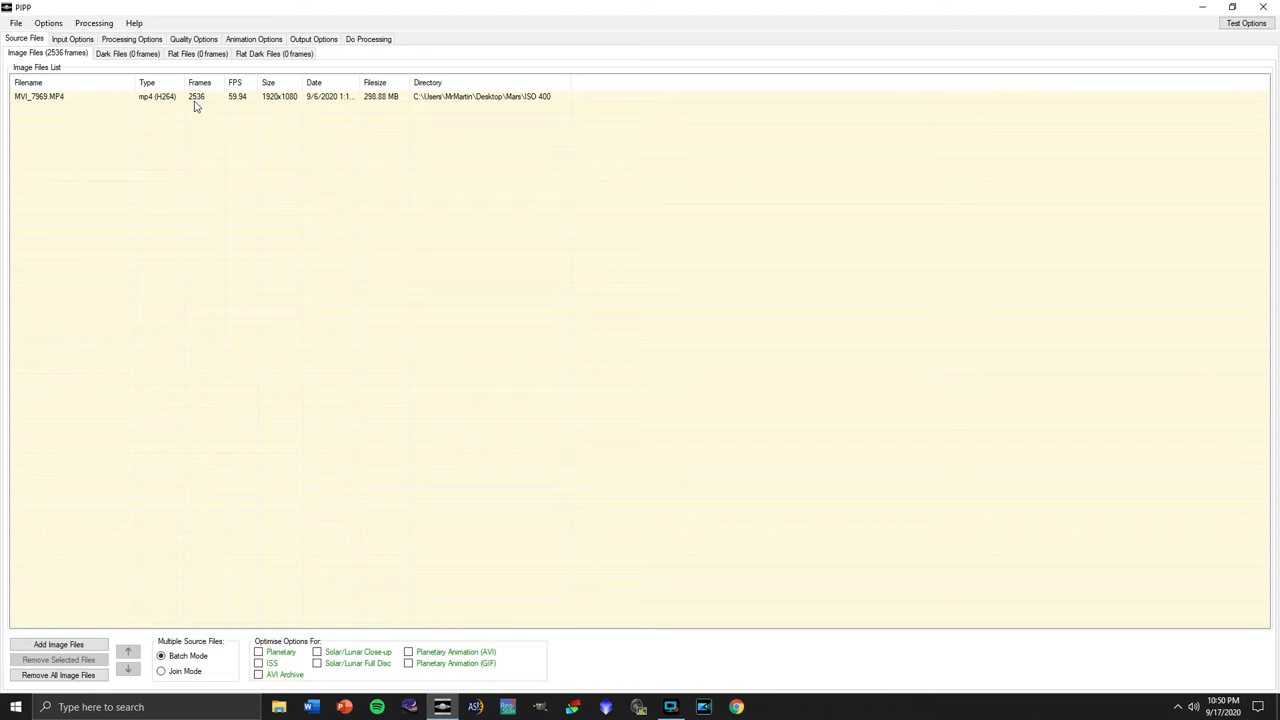 PIPP
File Options Processing Help Test Options
Source Files Input Options Processing Options Quality Options Animation Options Output Options Do Processing
Image Files (2536 frames) Dark Files (0 frames) Flat Files (0 frames) Flat Dark Files (0 frames)
Image Files List
Filename Type Frames FPS Size Date Filesize Directory
MVI_7969.MP4 mp4 (H264) 2536 59.94 1920x1080 9/6/2020 1:1... 298.88 MB C:\Users\MrMartin\Desktop\Mars\ISO 400
Add Image Files
Remove Selected Files
Remove All Image Files
Multiple Source Files:
Batch Mode
Join Mode
Optimise Options For:
Planetary Solar/Lunar Close-up Planetary Animation (AVI)
ISS Solar/Lunar Full Disc Planetary Animation (GIF)
AVI Archive
Type here to search
10:50 PM
9/17/2020